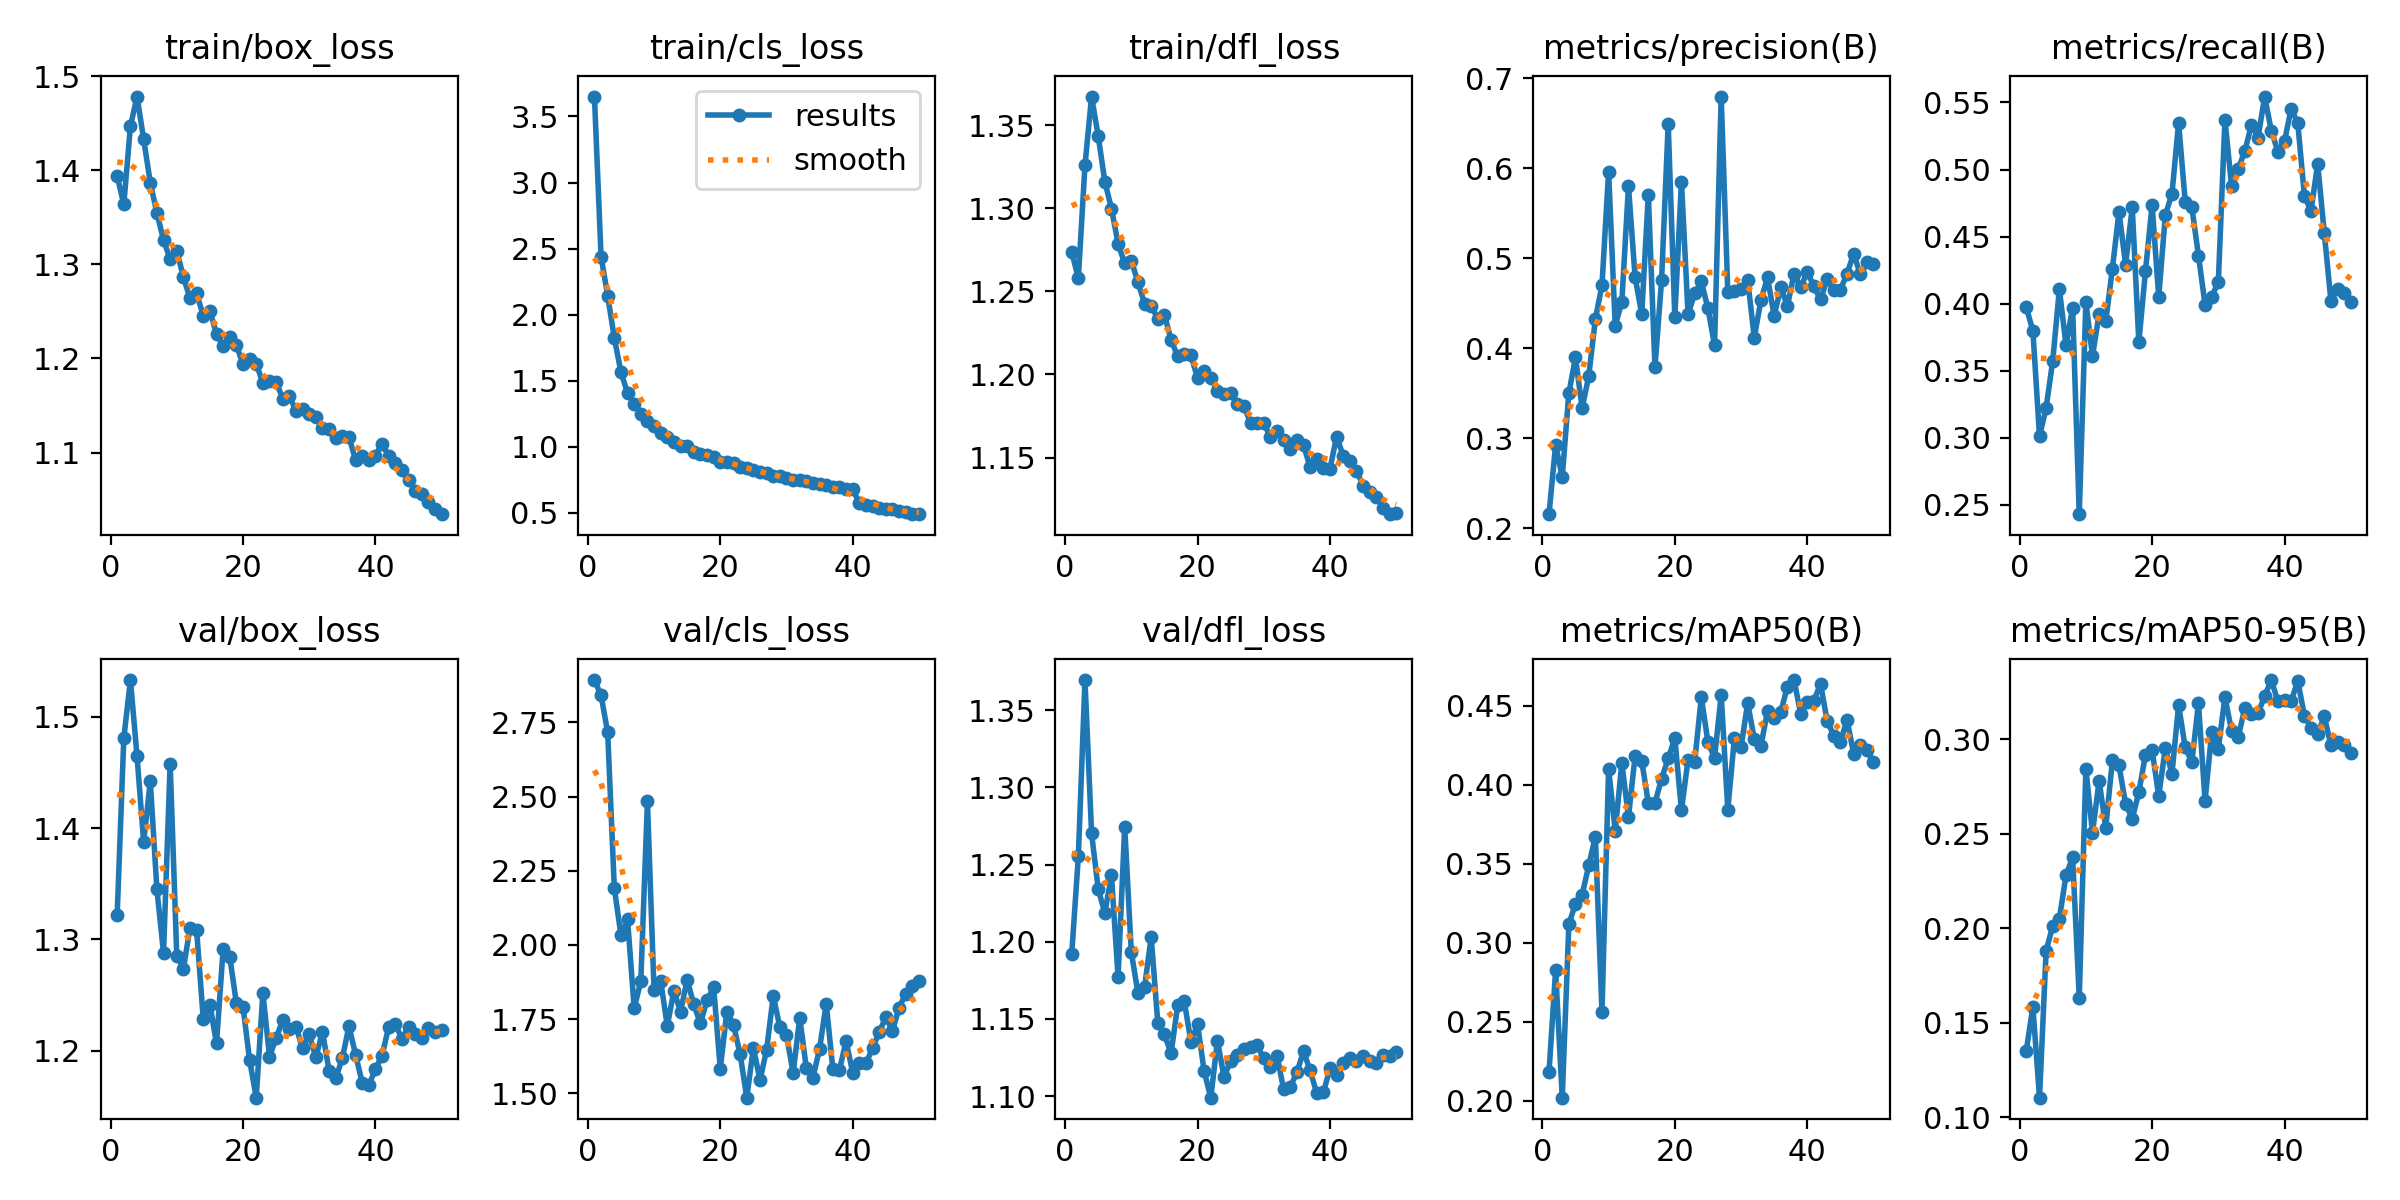 train/box_loss
1.5
1.4
1.3
1.2
1.1
0 20 40
train/cls_loss
3.5
3.0
2.5
2.0
1.5
1.0
0.5
0 20 40
results
smooth
train/dfl_loss
1.35
1.30
1.25
1.20
1.15
0 20 40
metrics/precision(B)
0.7
0.6
0.5
0.4
0.3
0.2
0 20 40
metrics/recall(B)
0.55
0.50
0.45
0.40
0.35
0.30
0.25
0 20 40
val/box_loss
1.5
1.4
1.3
1.2
0 20 40
val/cls_loss
2.75
2.50
2.25
2.00
1.75
1.50
0 20 40
val/dfl_loss
1.35
1.30
1.25
1.20
1.15
1.10
0 20 40
metrics/mAP50(B)
0.45
0.40
0.35
0.30
0.25
0.20
0 20 40
metrics/mAP50-95(B)
0.30
0.25
0.20
0.15
0.10
0 20 40